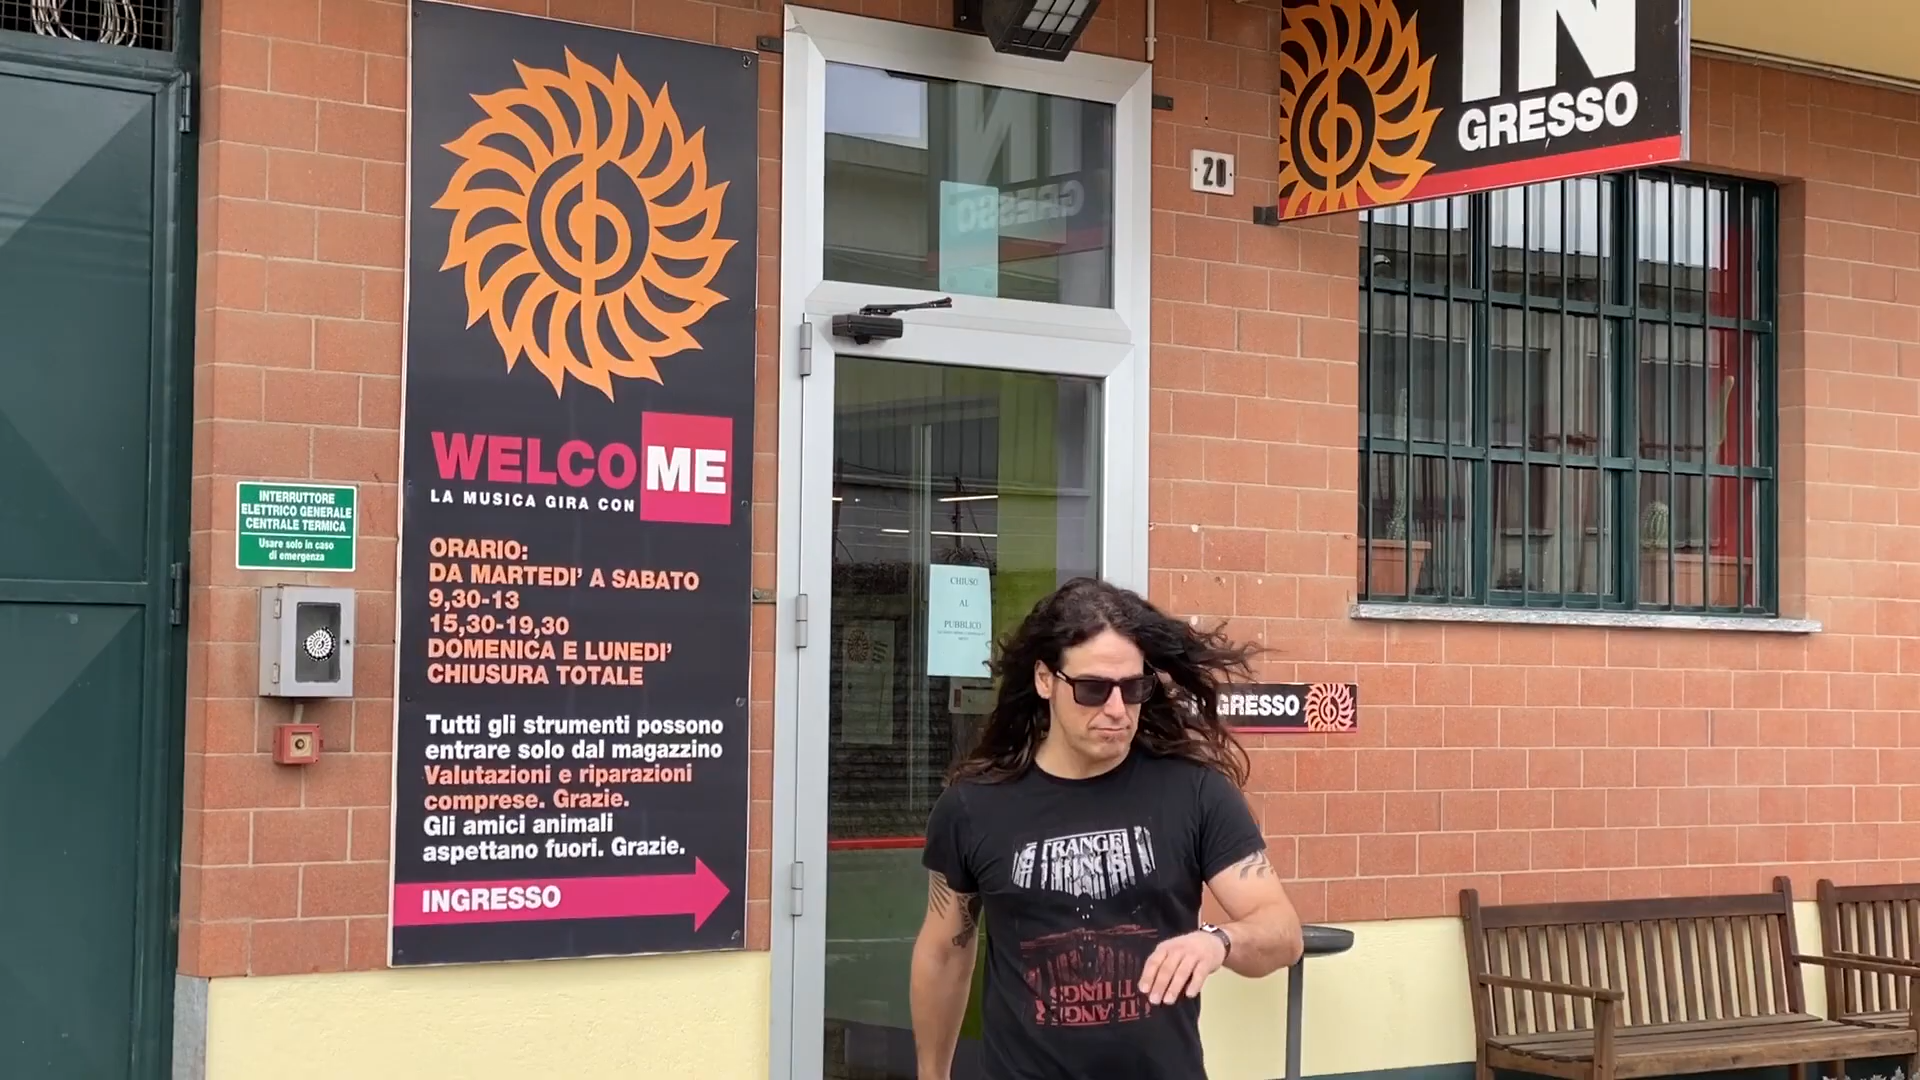 IN
GRESSO
20
WELCOME
LA MUSICA GIRA CON
ORARIO:
DA MARTEDI' A SABATO
9,30-13
15,30-19,30
DOMENICA E LUNEDI'
CHIUSURA TOTALE
Tutti gli strumenti possono
entrare solo dal magazzino
Valutazioni e riparazioni
comprese. Grazie.
Gli amici animali
aspettano fuori. Grazie.
INGRESSO
INTERRUTTORE
ELETTRICO GENERALE
CENTRALE TERMICA
Usare solo in caso
di emergenza
CHIUSO
AL
PUBBLICO
GRESSO
THINGS